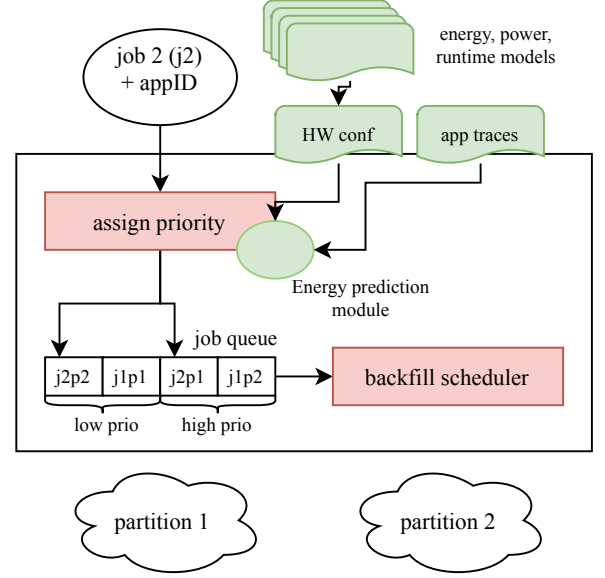 job 2 (j2)
+ appID
energy, power,
runtime models
HW conf
app traces
assign priority
Energy prediction
module
job queue
j2p2 j1p1 j2p1 j1p2
low prio
high prio
backfill scheduler
partition 1
partition 2